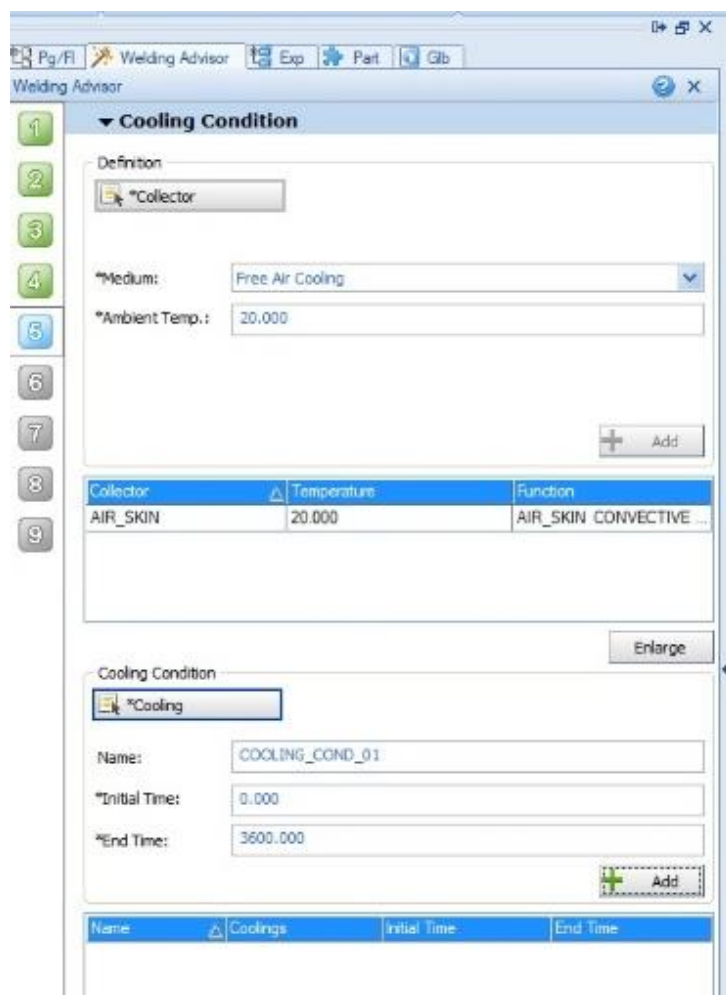 Pg/Fl Welding Advisor Exp Part Glb
Welding Advisor
1
2
3
4
5
6
7
8
9
Cooling Condition
Definition
*Collector
*Medium: Free Air Cooling
*Ambient Temp.: 20.000
Add
Collector Temperature Function
AIR_SKIN 20.000 AIR_SKIN CONVECTIVE ...
Enlarge
Cooling Condition
*Cooling
Name: COOLING_COND_01
*Initial Time: 0.000
*End Time: 3600.000
Add
Name Coolings Initial Time End Time